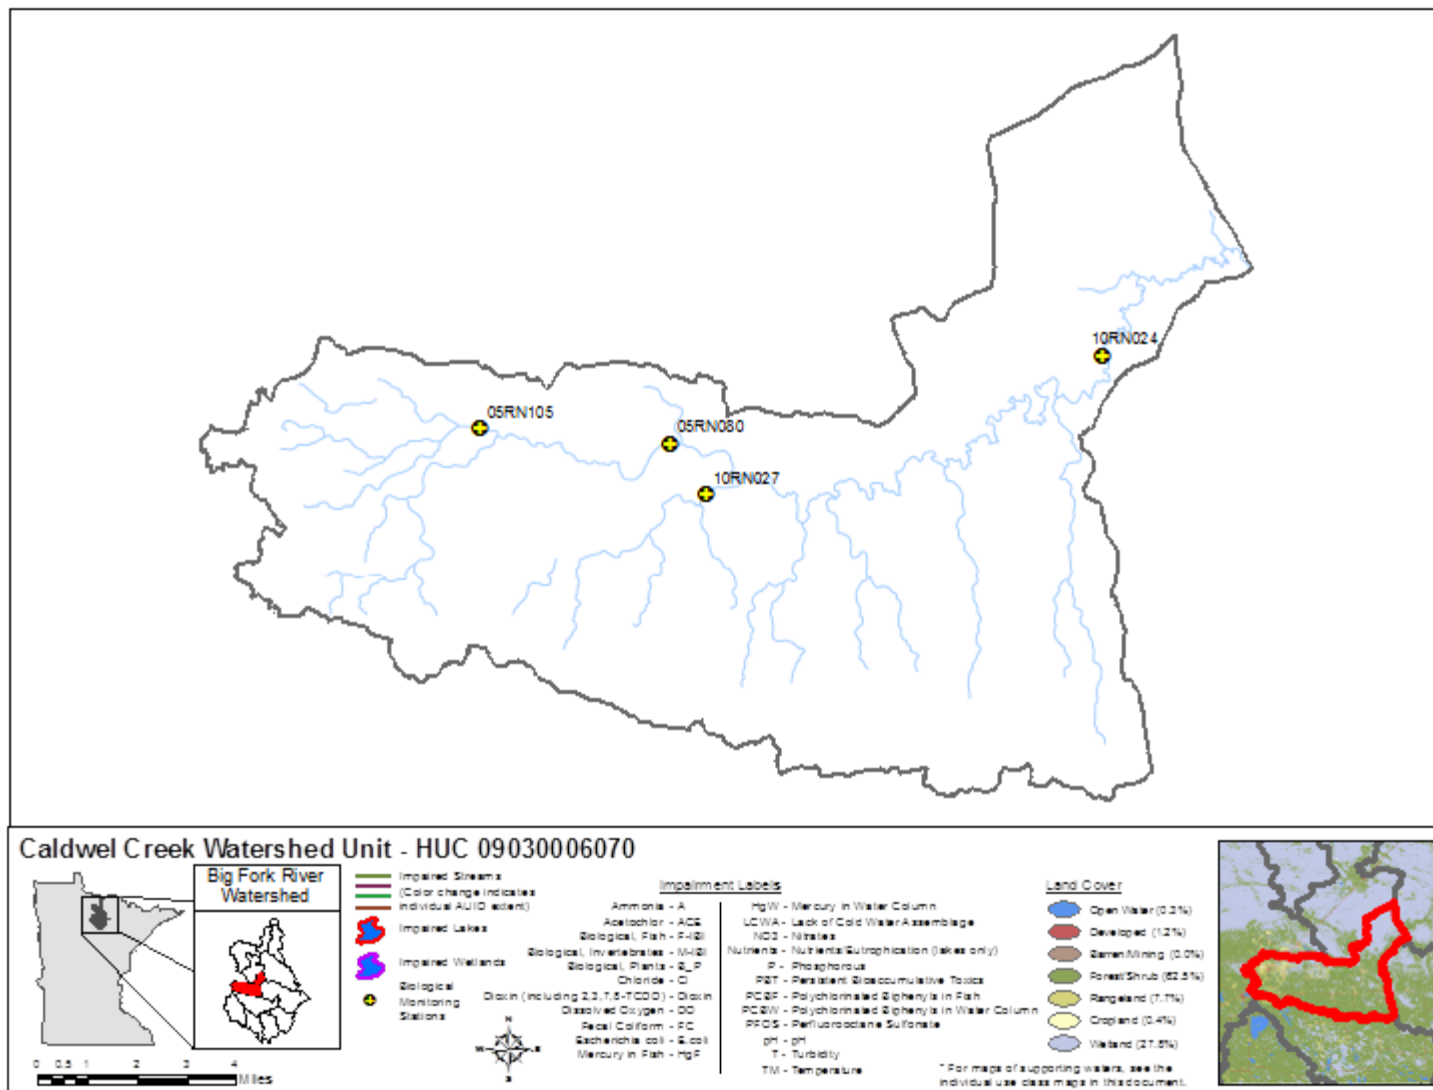 10RN024
05RN105
05RN080
10RN027
Caldwel Creek Watershed Unit - HUC 09030006070
Big Fork River
Watershed
0 0.5 1 2 3 4
Miles
Impaired Streams
(Color change indicates
individual AUID extent)
Impaired Lakes
Impaired Wetlands
Biological
Monitoring
Stations
N
W E
S
Impairment Labels
Ammonia - A
Acetochlor - ACE
Biological, Fish - F-IBI
Biological, Invertebrates - M-IBI
Biological, Plants - B_P
Chloride - Cl
Dioxin (including 2,3,7,8-TCDD) - Dioxin
Dissolved Oxygen - DO
Fecal Coliform - FC
Escherichia coli - E.coli
Mercury in Fish - HgF
HgW - Mercury in Water Column
LCWA - Lack of Cold Water Assemblage
NO3 - Nitrates
Nutrients - Nutrients/Eutrophication (lakes only)
P - Phosphorous
PBT - Persistent Bioaccumulative Toxics
PCBF - Polychlorinated Biphenyls in Fish
PCBW - Polychlorinated Biphenyls in Water Column
PFOS - Perfluorooctane Sulfonate
pH - pH
T - Turbidity
TM - Temperature
Land Cover
Open Water (0.3%)
Developed (1.2%)
Barren/Mining (0.0%)
Forest/Shrub (62.5%)
Rangeland (7.7%)
Cropland (0.4%)
Wetland (27.8%)
* For maps of supporting waters, see the
individual use class maps in this document.